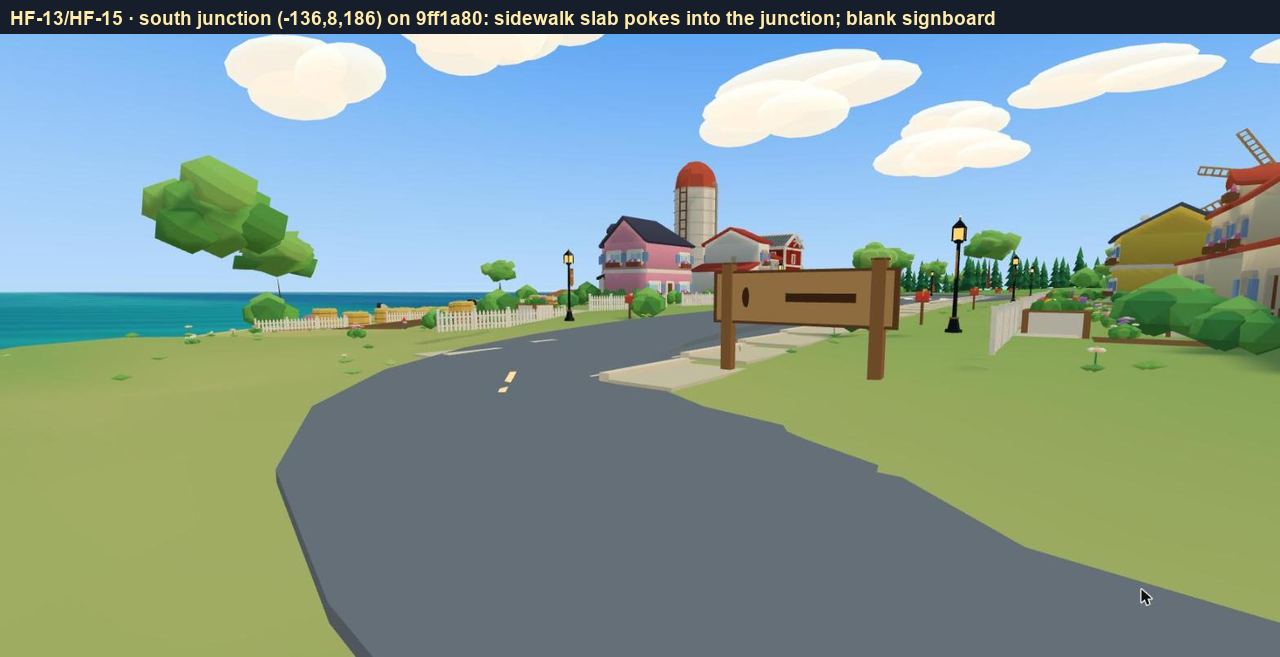 HF-13/HF-15 · south junction (-136,8,186) on 9ff1a80: sidewalk slab pokes into the junction; blank signboard